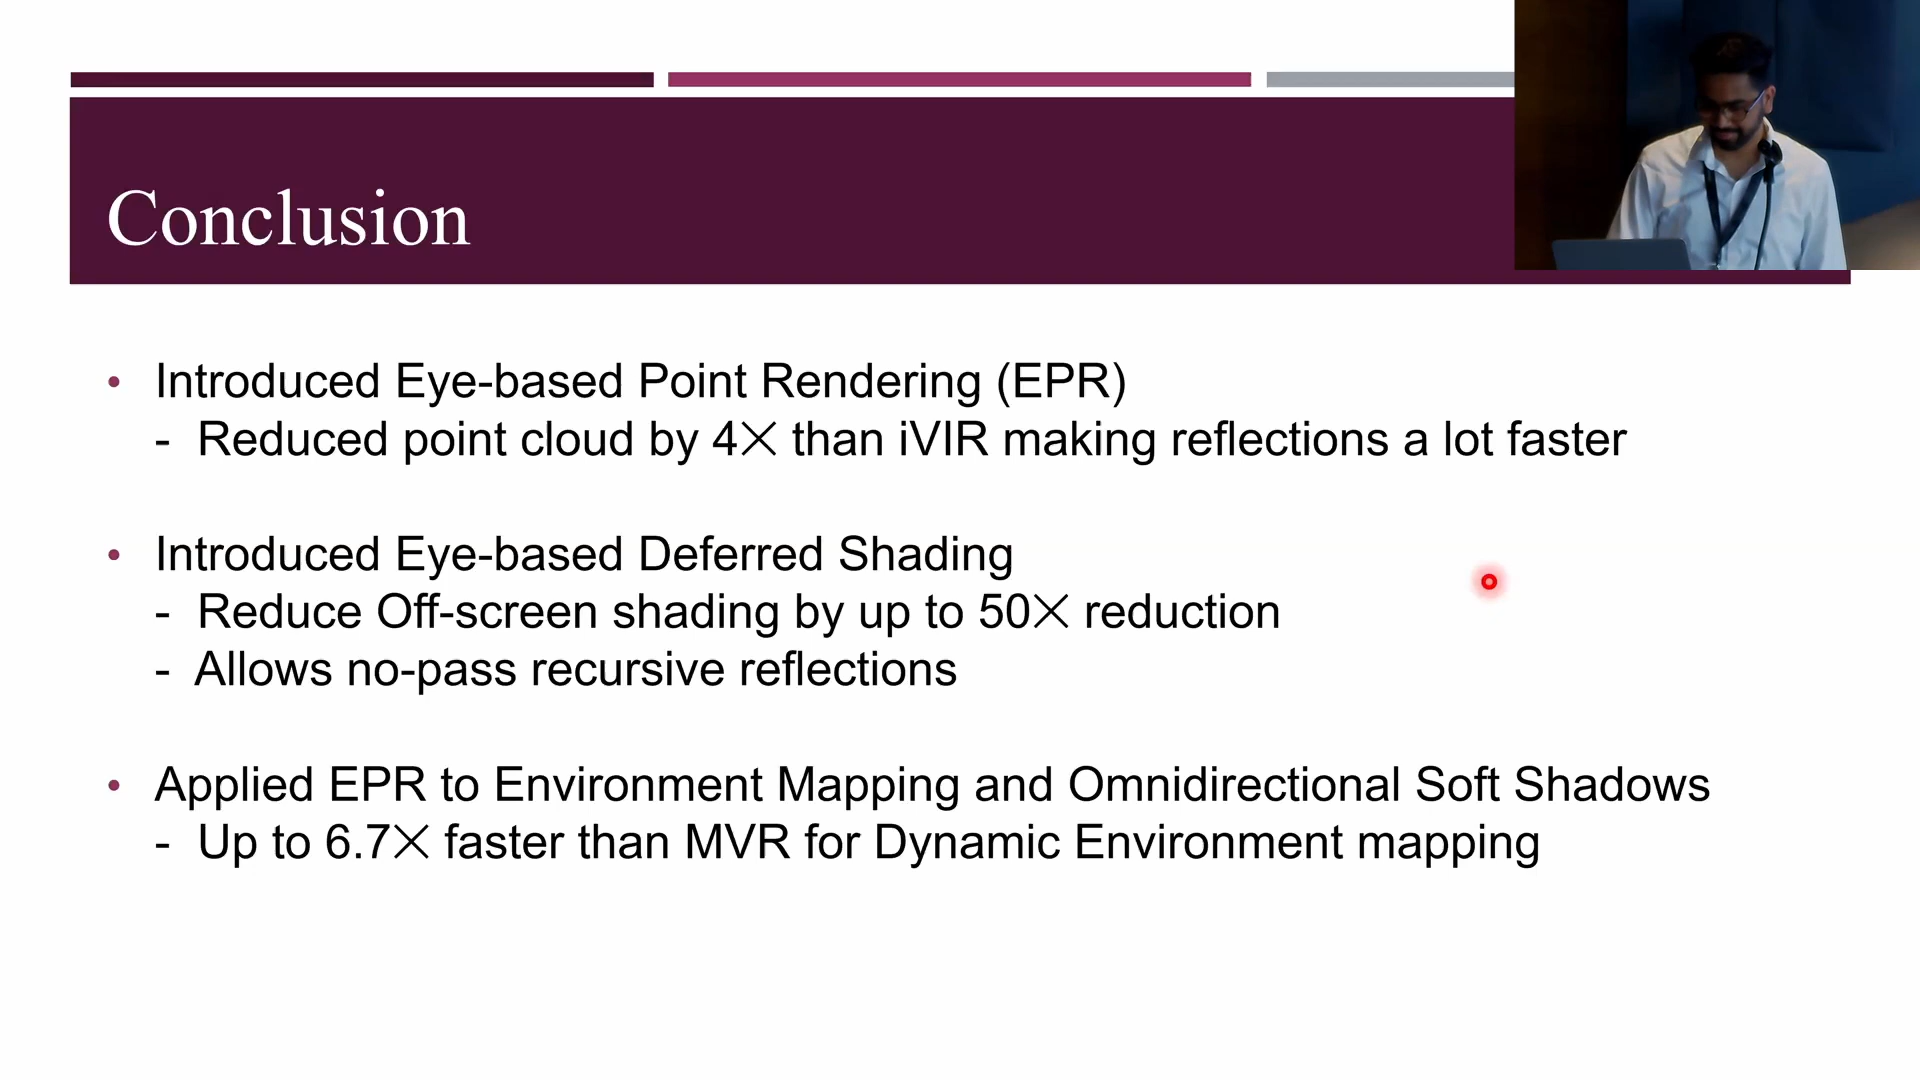 Conclusion
• Introduced Eye-based Point Rendering (EPR)
- Reduced point cloud by 4× than iVIR making reflections a lot faster
• Introduced Eye-based Deferred Shading
- Reduce Off-screen shading by up to 50× reduction
- Allows no-pass recursive reflections
• Applied EPR to Environment Mapping and Omnidirectional Soft Shadows
- Up to 6.7× faster than MVR for Dynamic Environment mapping